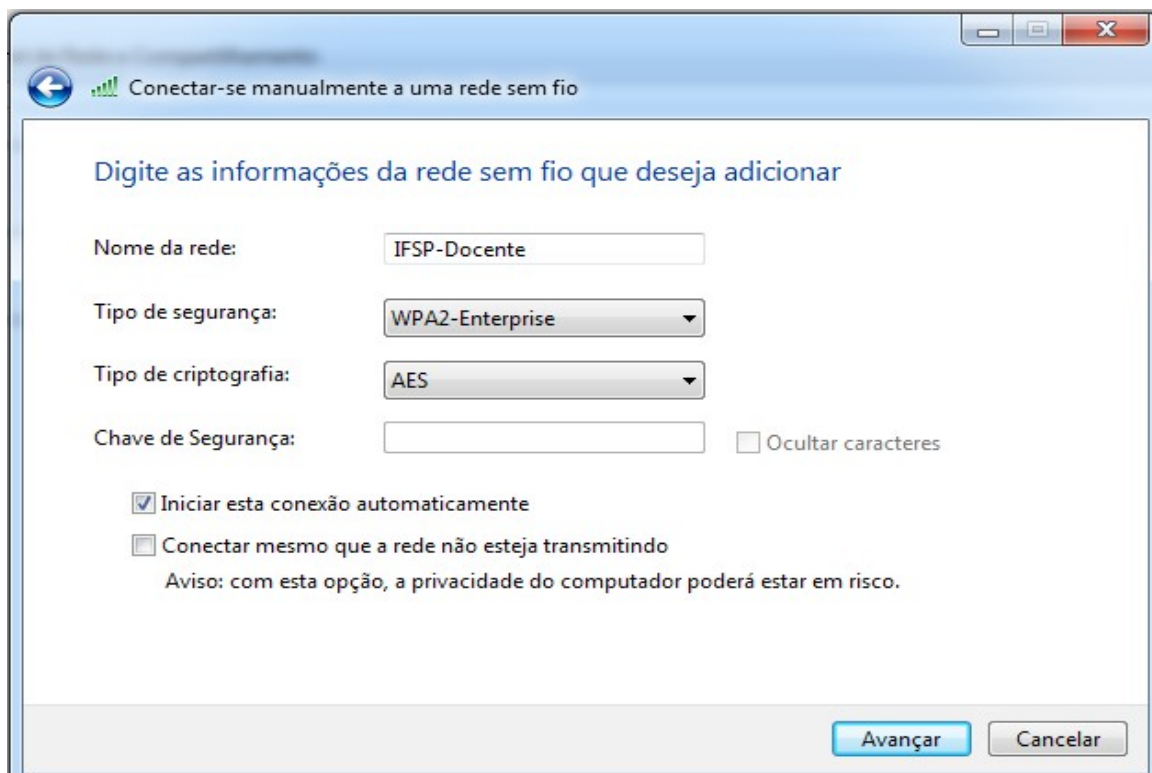 Conectar-se manualmente a uma rede sem fio
Digite as informações da rede sem fio que deseja adicionar
Nome da rede: IFSP-Docente
Tipo de segurança: WPA2-Enterprise
Tipo de criptografia: AES
Chave de Segurança: Ocultar caracteres
Iniciar esta conexão automaticamente
Conectar mesmo que a rede não esteja transmitindo
Aviso: com esta opção, a privacidade do computador poderá estar em risco.
Avançar Cancelar